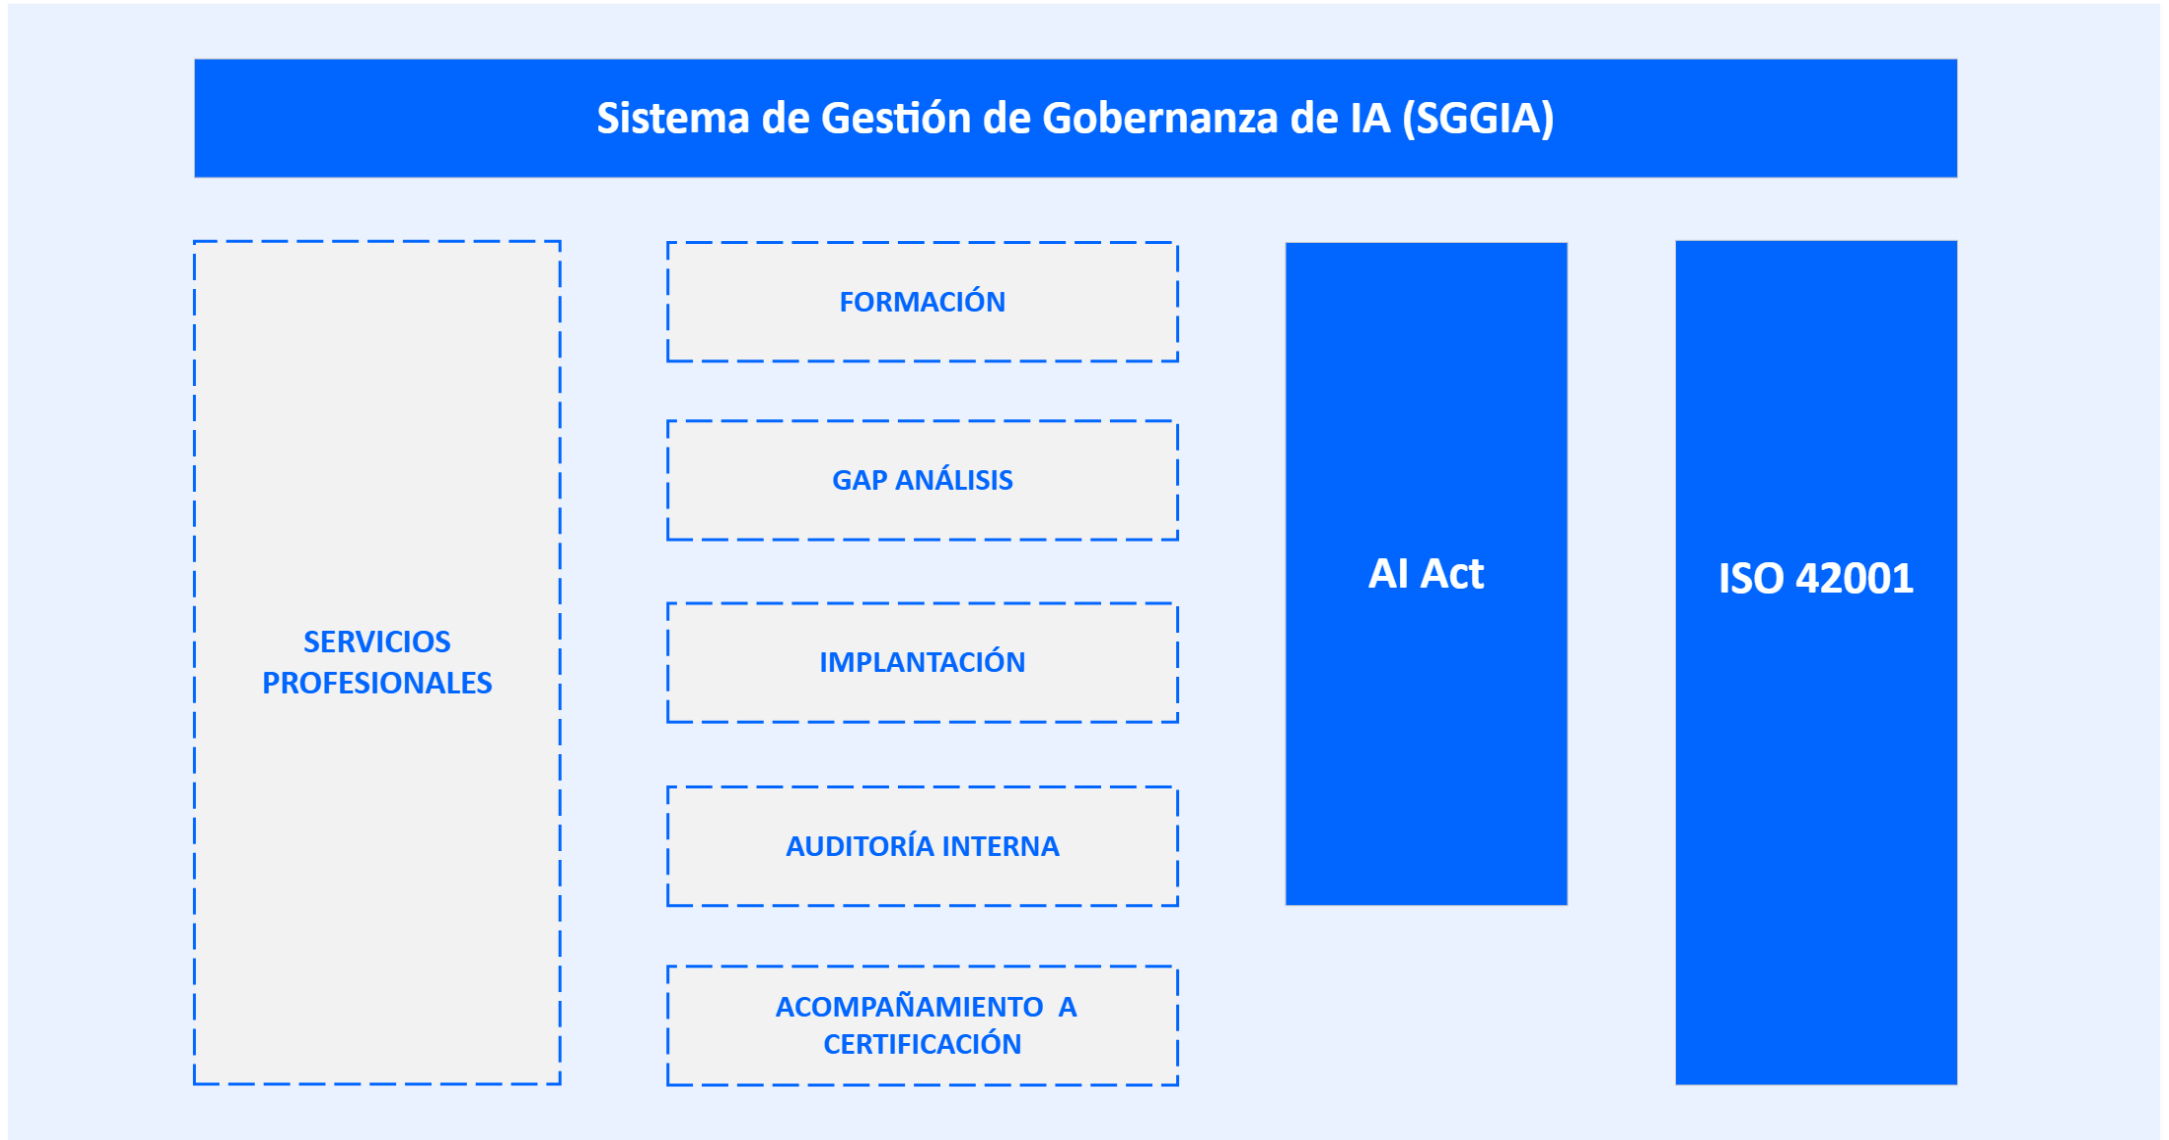 Sistema de Gestión de Gobernanza de IA (SGGIA)
SERVICIOS
PROFESIONALES
FORMACIÓN
GAP ANÁLISIS
IMPLANTACIÓN
AUDITORÍA INTERNA
ACOMPAÑAMIENTO A
CERTIFICACIÓN
AI Act
ISO 42001